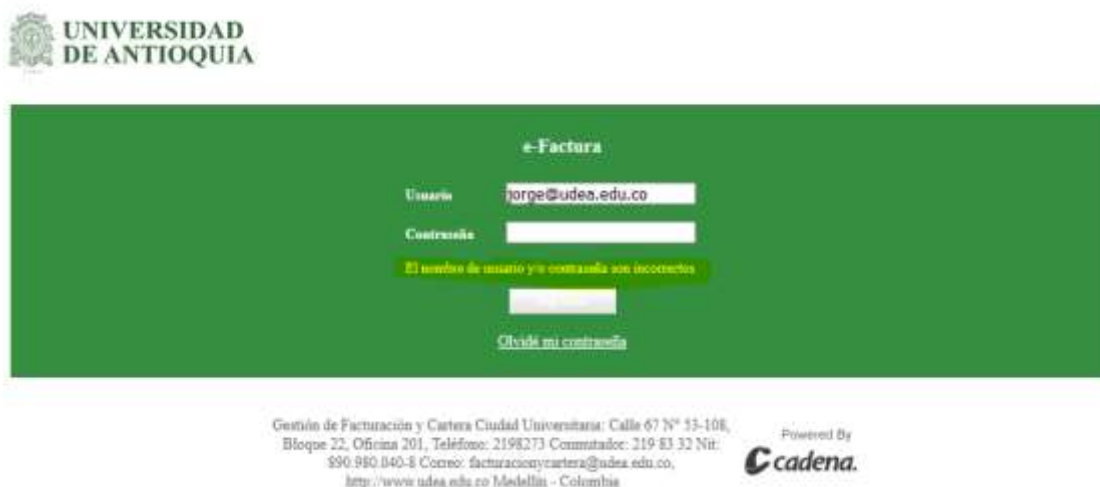 UNIVERSIDAD
DE ANTIOQUIA
e-Factura
Usuario jorge@udea.edu.co
Contraseña
El nombre de usuario y/o contraseña son incorrectos
Olvidé mi contraseña
Gestión de Facturación y Cartera Ciudad Universitaria: Calle 67 N° 53-108,
Bloque 22, Oficina 201, Teléfono: 2198273 Conmutador: 219 83 32 Nit:
890.980.040-8 Correo: facturacionycartera@udea.edu.co,
http://www.udea.edu.co Medellín - Colombia
Powered By
cadena.